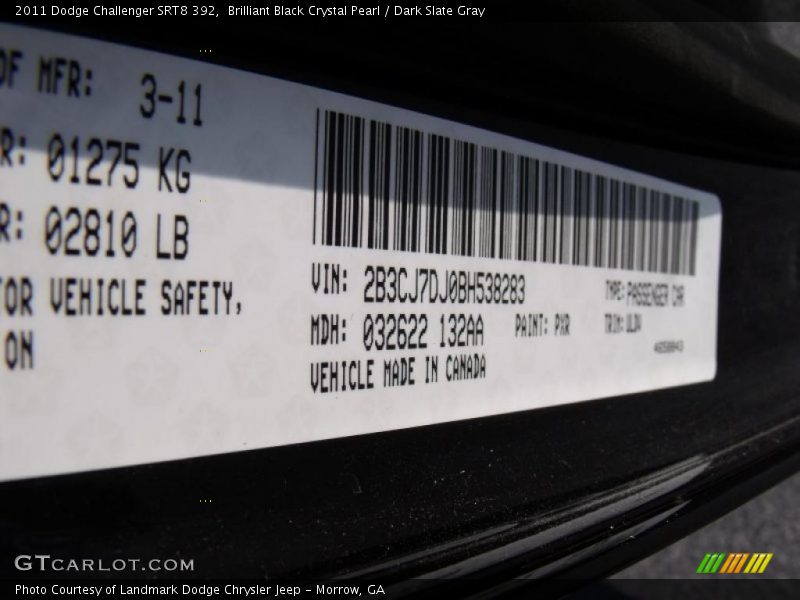 2011 Dodge Challenger SRT8 392, Brilliant Black Crystal Pearl / Dark Slate Gray
OF MFR: 3-11
R: 01275 KG
R: 02810 LB
TOR VEHICLE SAFETY,
ON
VIN: 2B3CJ7DJ0BH538283
TYPE: PASSENGER CAR
MDH: 032622 132AA
PAINT: PXR
TRIM:
VEHICLE MADE IN CANADA
GTCARLOT.COM
Photo Courtesy of Landmark Dodge Chrysler Jeep - Morrow, GA